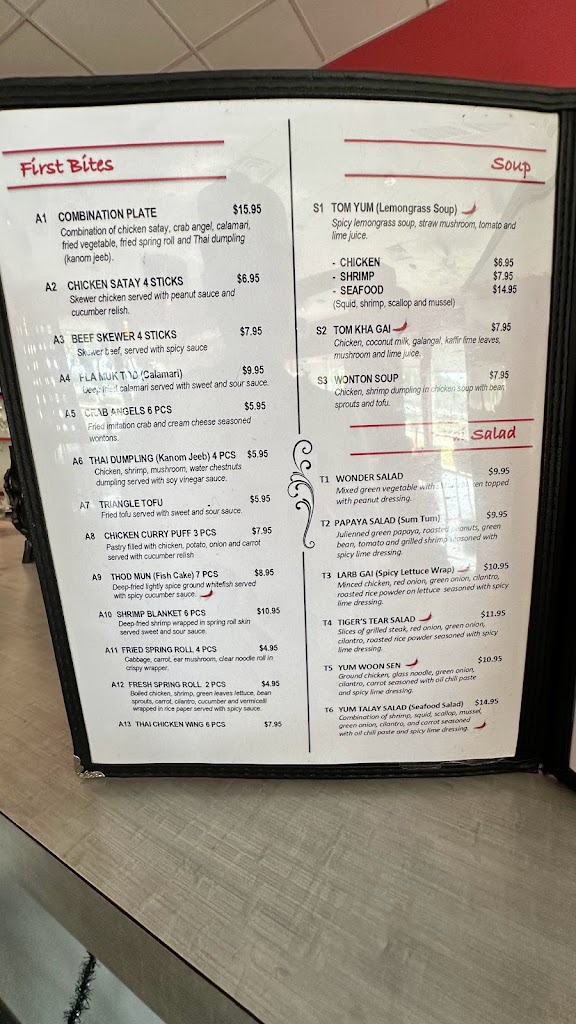 First Bites
A1 COMBINATION PLATE $15.95
Combination of chicken satay, crab angel, calamari,
fried vegetable, fried spring roll and Thai dumpling
(kanom jeeb).
A2 CHICKEN SATAY 4 STICKS $6.95
Skewer chicken served with peanut sauce and
cucumber relish.
A3 BEEF SKEWER 4 STICKS $7.95
Skewer beef, served with spicy sauce
A4 PLA MUK TOD (Calamari) $9.95
Deep fried calamari served with sweet and sour sauce.
A5 CRAB ANGELS 6 PCS $5.95
Fried imitation crab and cream cheese seasoned
wontons.
A6 THAI DUMPLING (Kanom Jeeb) 4 PCS $5.95
Chicken, shrimp, mushroom, water chestnuts
dumpling served with soy vinegar sauce.
A7 TRIANGLE TOFU $5.95
Fried tofu served with sweet and sour sauce.
A8 CHICKEN CURRY PUFF 3 PCS $7.95
Pastry filled with chicken, potato, onion and carrot
served with cucumber relish
A9 THOD MUN (Fish Cake) 7 PCS $8.95
Deep-fried lightly spice ground whitefish served
with spicy cucumber sauce.
A10 SHRIMP BLANKET 6 PCS $10.95
Deep-fried shrimp wrapped in spring roll skin
served sweet and sour sauce.
A11 FRIED SPRING ROLL 4 PCS $4.95
Cabbage, carrot, ear mushroom, clear noodle roll in
crispy wrapper.
A12 FRESH SPRING ROLL 2 PCS $4.95
Boiled chicken, shrimp, green leaves lettuce, bean
sprouts, carrot, cilantro, cucumber and vermicelli
wrapped in rice paper served with spicy sauce.
A13 THAI CHICKEN WING 6 PCS $7.95
Soup
S1 TOM YUM (Lemongrass Soup)
Spicy lemongrass soup, straw mushroom, tomato and
lime juice.
- CHICKEN $6.95
- SHRIMP $7.95
- SEAFOOD $14.95
(Squid, shrimp, scallop and mussel)
S2 TOM KHA GAI $7.95
Chicken, coconut milk, galangal, kaffir lime leaves,
mushroom and lime juice.
S3 WONTON SOUP $7.95
Chicken, shrimp dumpling in chicken soup with bean
sprouts and tofu.
Salad
T1 WONDER SALAD $9.95
Mixed green vegetable with topped
with peanut dressing.
T2 PAPAYA SALAD (Sum Tum) $9.95
Julienned green papaya, roasted peanuts, green
bean, tomato and grilled shrimp seasoned with
spicy lime dressing.
T3 LARB GAI (Spicy Lettuce Wrap) $10.95
Minced chicken, red onion, green onion, cilantro,
roasted rice powder on lettuce seasoned with spicy
lime dressing.
T4 TIGER'S TEAR SALAD $11.95
Slices of grilled steak, red onion, green onion,
cilantro, roasted rice powder seasoned with spicy
lime dressing.
T5 YUM WOON SEN $10.95
Ground chicken, glass noodle, green onion,
cilantro, carrot seasoned with oil chili paste
and spicy lime dressing.
T6 YUM TALAY SALAD (Seafood Salad) $14.95
Combination of shrimp, squid, scallop, mussel,
green onion, cilantro, and carrot seasoned
with oil chili paste and spicy lime dressing.